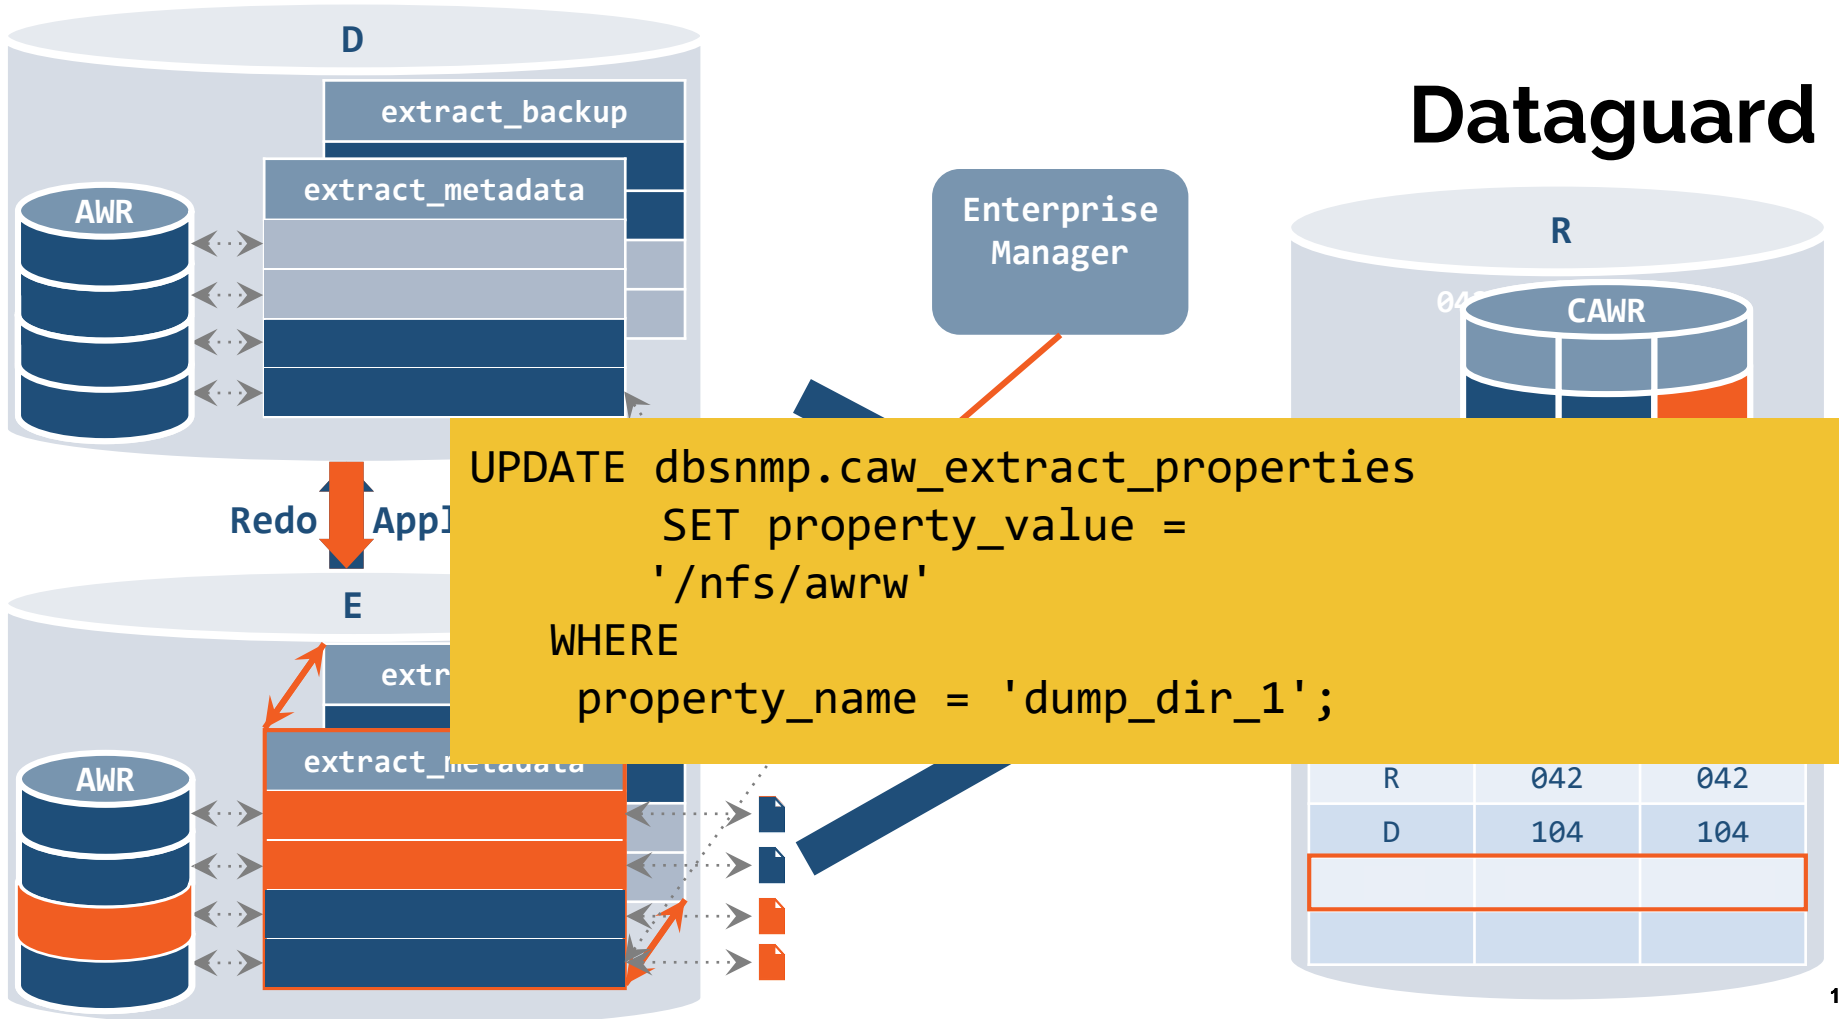 Dataguard
D
extract_backup
extract_metadata
AWR
Enterprise
Manager
R
CAWR
UPDATE dbsnmp.caw_extract_properties
SET property_value =
'/nfs/awrw'
WHERE
property_name = 'dump_dir_1';
Redo
E
extract_metadata
AWR
R 042 042
D 104 104
1